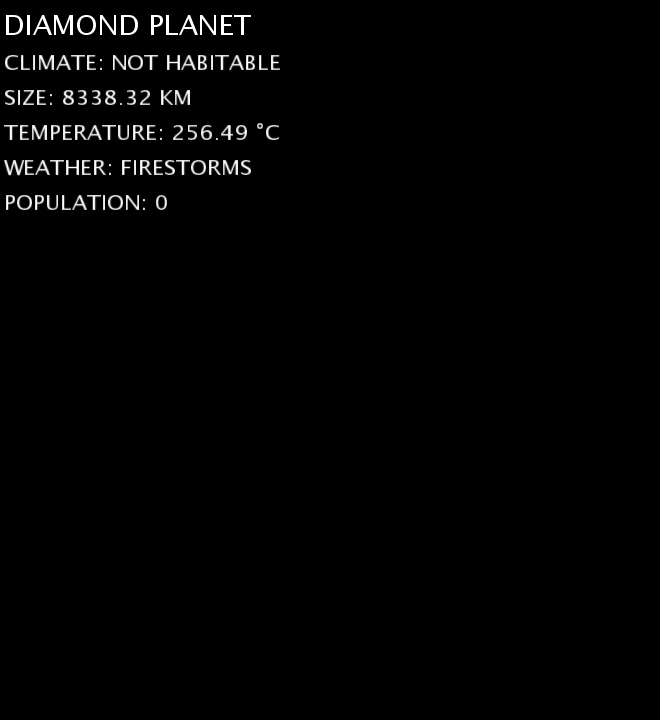 DIAMOND PLANET
CLIMATE: NOT HABITABLE
SIZE: 8338.32 KM
TEMPERATURE: 256.49 °C
WEATHER: FIRESTORMS
POPULATION: 0